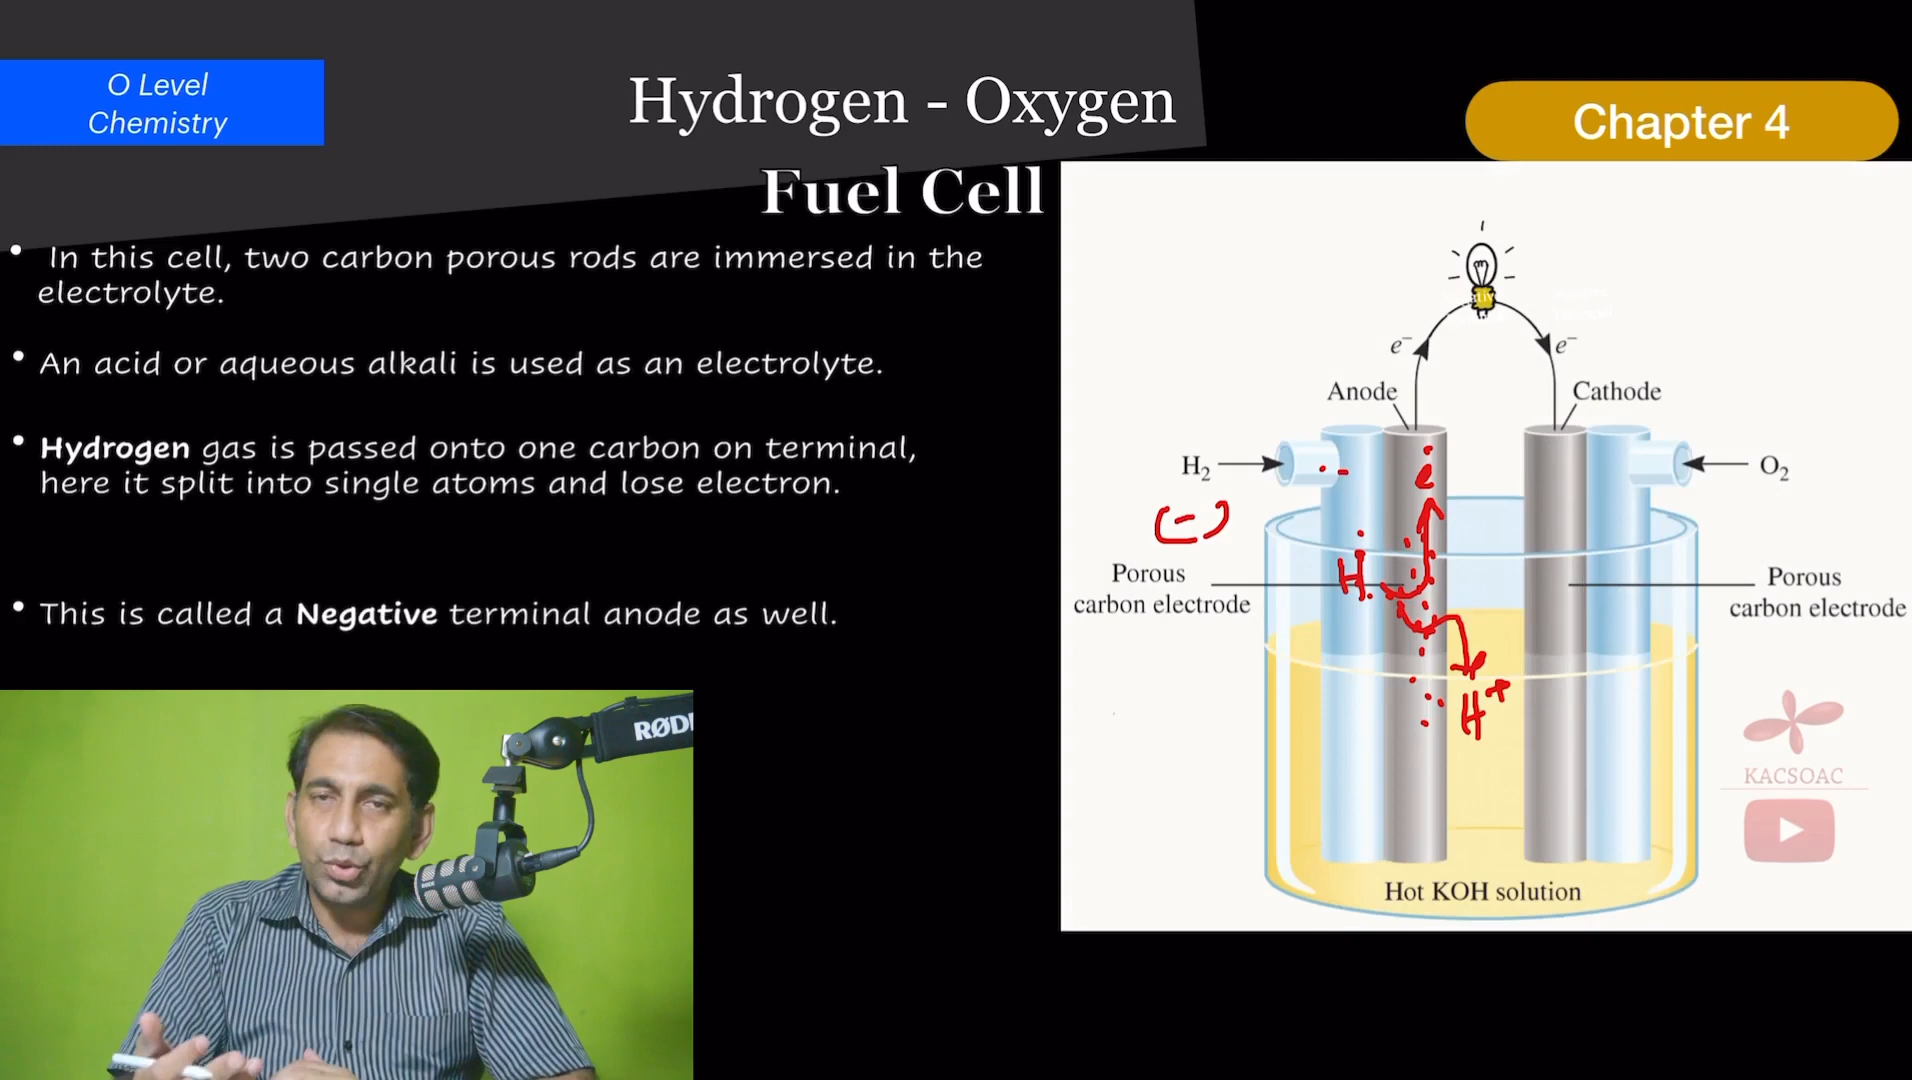 O Level
Chemistry
Hydrogen - Oxygen
Fuel Cell
Chapter 4
• In this cell, two carbon porous rods are immersed in the
electrolyte.
• An acid or aqueous alkali is used as an electrolyte.
• Hydrogen gas is passed onto one carbon on terminal,
here it split into single atoms and lose electron.
• This is called a Negative terminal anode as well.
e⁻
e⁻
Anode
Cathode
H₂
O₂
e
(-)
H
Porous
carbon electrode
Porous
carbon electrode
H⁺
KACSOAC
Hot KOH solution
RØDE